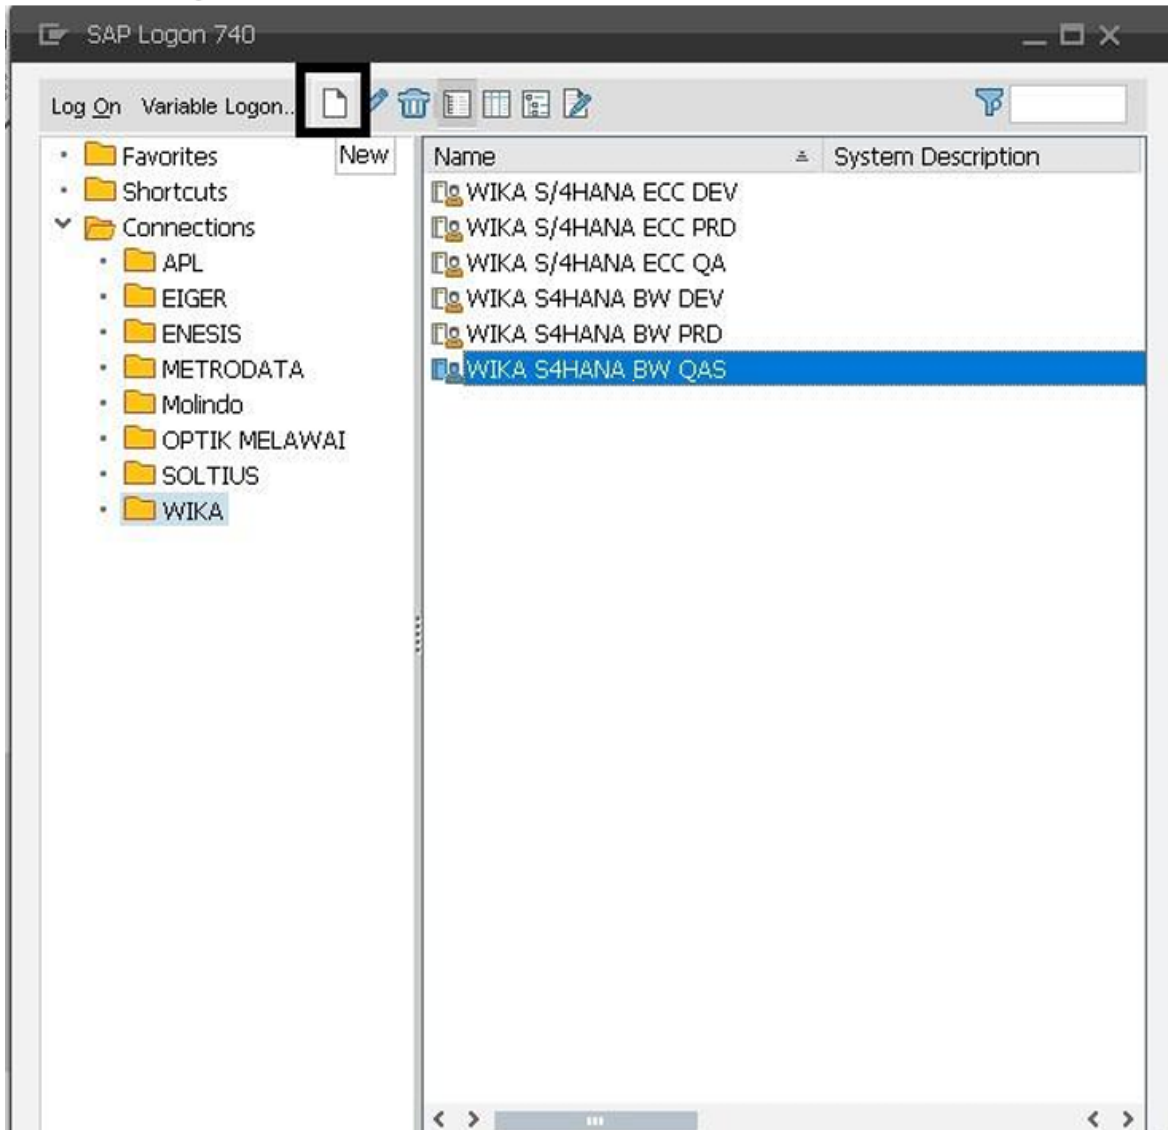 SAP Logon 740
Log On Variable Logon...
New
Favorites
Shortcuts
Connections
APL
EIGER
ENESIS
METRODATA
Molindo
OPTIK MELAWAI
SOLTIUS
WIKA
Name System Description
WIKA S/4HANA ECC DEV
WIKA S/4HANA ECC PRD
WIKA S/4HANA ECC QA
WIKA S4HANA BW DEV
WIKA S4HANA BW PRD
WIKA S4HANA BW QAS